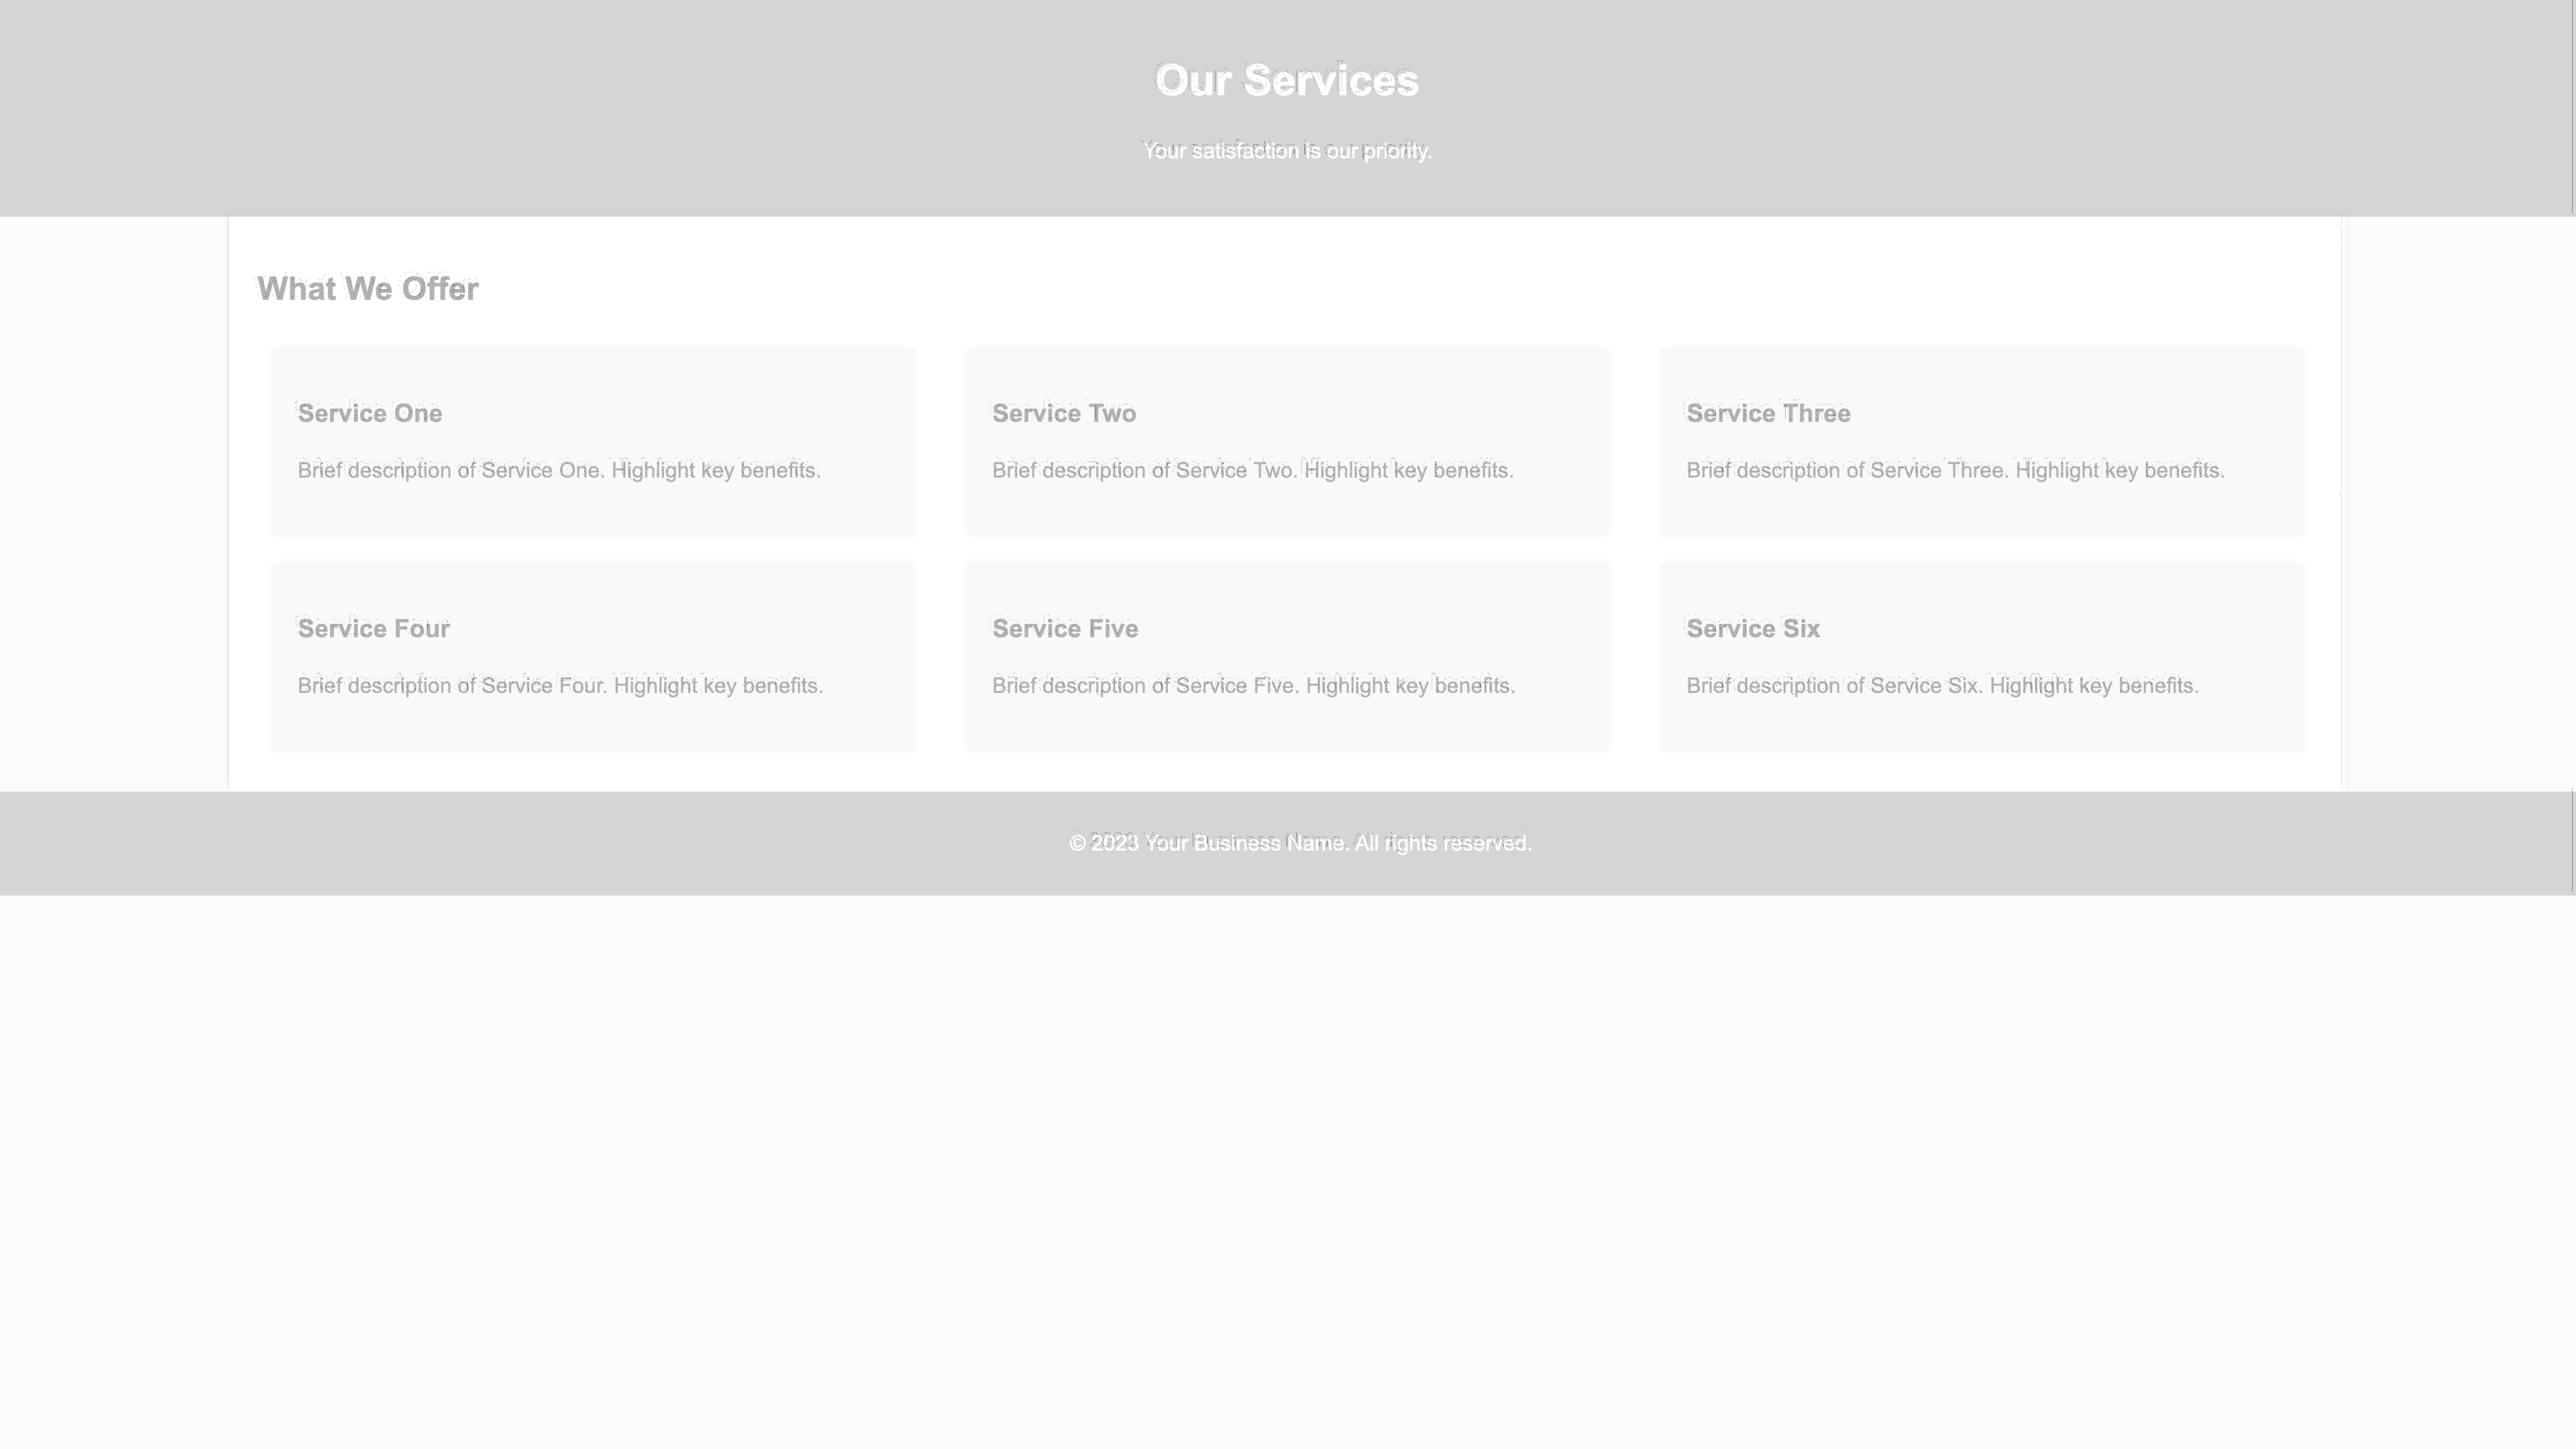 Our Services
Your satisfaction is our priority.
What We Offer
Service One
Brief description of Service One. Highlight key benefits.
Service Two
Brief description of Service Two. Highlight key benefits.
Service Three
Brief description of Service Three. Highlight key benefits.
Service Four
Brief description of Service Four. Highlight key benefits.
Service Five
Brief description of Service Five. Highlight key benefits.
Service Six
Brief description of Service Six. Highlight key benefits.
© 2023 Your Business Name. All rights reserved.